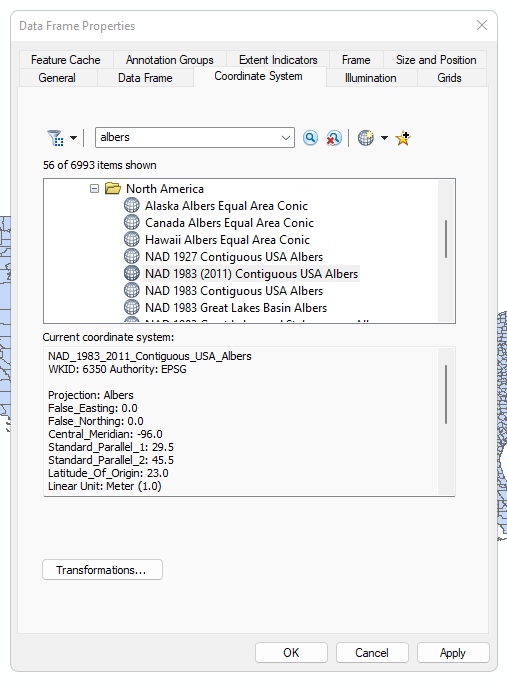 Data Frame Properties
Feature Cache Annotation Groups Extent Indicators Frame Size and Position
General Data Frame Coordinate System Illumination Grids
albers
56 of 6993 items shown
North America
Alaska Albers Equal Area Conic
Canada Albers Equal Area Conic
Hawaii Albers Equal Area Conic
NAD 1927 Contiguous USA Albers
NAD 1983 (2011) Contiguous USA Albers
NAD 1983 Contiguous USA Albers
NAD 1983 Great Lakes Basin Albers
Current coordinate system:
NAD_1983_2011_Contiguous_USA_Albers
WKID: 6350 Authority: EPSG
Projection: Albers
False_Easting: 0.0
False_Northing: 0.0
Central_Meridian: -96.0
Standard_Parallel_1: 29.5
Standard_Parallel_2: 45.5
Latitude_Of_Origin: 23.0
Linear Unit: Meter (1.0)
Transformations...
OK Cancel Apply